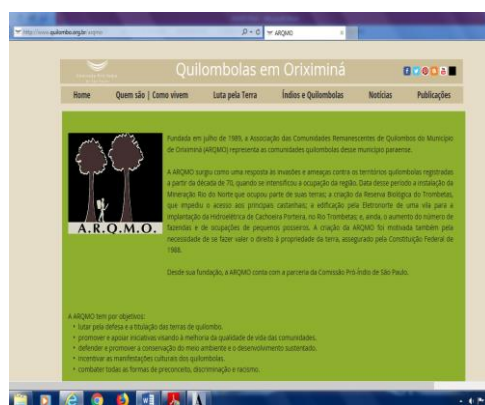 http://www.quilombo.org.br/arqmo
ARQMO
Quilombolas em Oriximiná
Home
Quem são | Como vivem
Luta pela Terra
Índios e Quilombolas
Notícias
Publicações
Fundada em julho de 1989, a Associação das Comunidades Remanescentes de Quilombos do Município
de Oriximiná (ARQMO) representa as comunidades quilombolas desse município paraense.
A ARQMO surgiu como uma resposta às invasões e ameaças contra os territórios quilombolas registradas
a partir da década de 70, quando se intensificou a ocupação da região. Data desse período a instalação da
Mineração Rio do Norte que ocupou parte de suas terras; a criação da Reserva Biológica do Trombetas,
que impediu o acesso aos principais castanhais; a edificação pela Eletronorte de uma vila para a
implantação da Hidroelétrica de Cachoeira Porteira, no Rio Trombetas; e, ainda, o aumento do número de
fazendas e de ocupações de pequenos posseiros. A criação da ARQMO foi motivada também pela
necessidade de se fazer valer o direito à propriedade da terra, assegurado pela Constituição Federal de
1988.
Desde sua fundação, a ARQMO conta com a parceria da Comissão Pró-Índio de São Paulo.
A.R.Q.M.O.
A ARQMO tem por objetivos:
• lutar pela defesa e a titulação das terras de quilombo.
• promover e apoiar iniciativas visando à melhoria da qualidade de vida das comunidades.
• defender e promover a conservação do meio ambiente e o desenvolvimento sustentado.
• incentivar as manifestações culturais dos quilombolas.
• combater todas as formas de preconceito, discriminação e racismo.